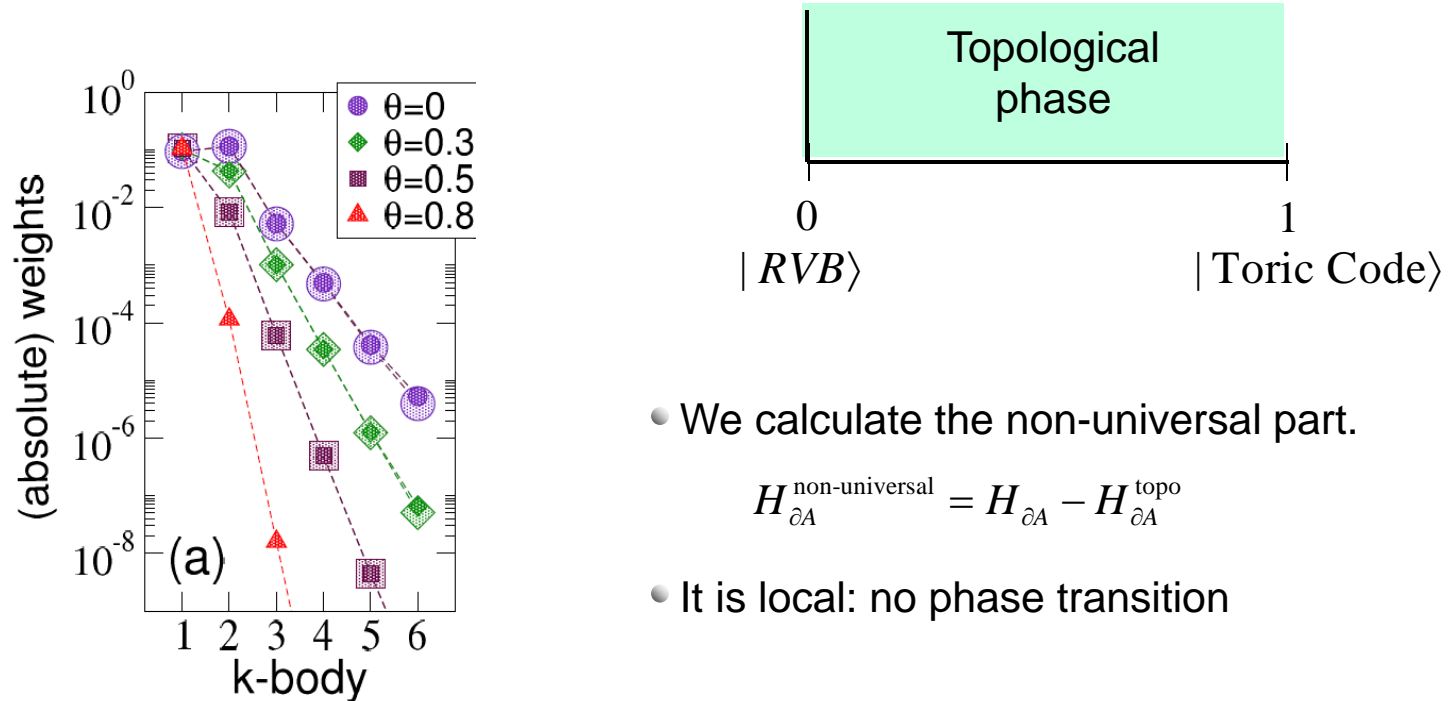 10^0
10^-2
10^-4
10^-6
10^-8
(absolute) weights
θ=0
θ=0.3
θ=0.5
θ=0.8
(a)
1 2 3 4 5 6
k-body
Topological
phase
0 1
| RVB⟩ | Toric Code⟩
We calculate the non-universal part.
H_{∂A}^{non-universal} = H_{∂A} − H_{∂A}^{topo}
It is local: no phase transition